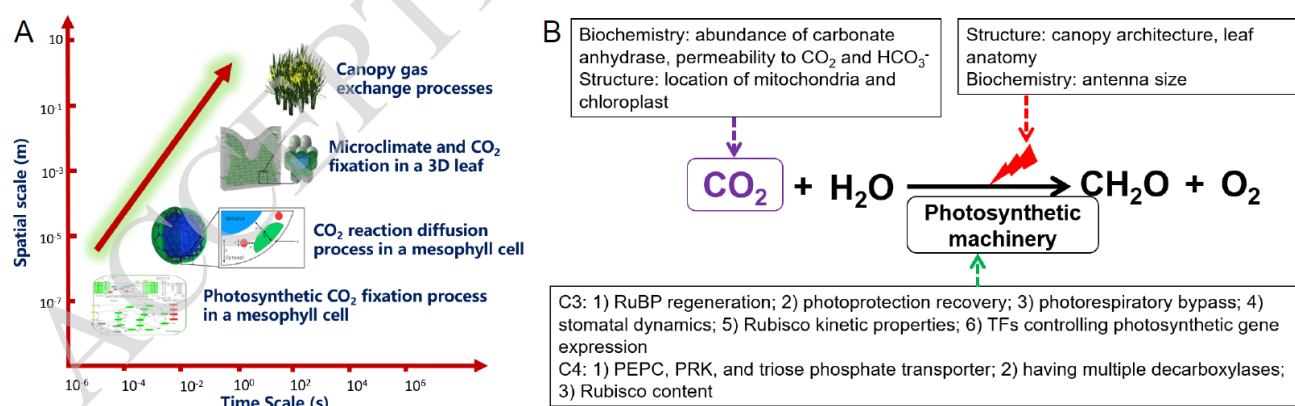 A
Spatial scale (m)
10
10-1
10-3
10-5
10-7
10-6
10-4
10-2
100
102
104
106
Time Scale (s)
Canopy gas
exchange processes
Microclimate and CO2
fixation in a 3D leaf
CO2 reaction diffusion
process in a mesophyll cell
Photosynthetic CO2 fixation process
in a mesophyll cell
Cytosol
ACCEPT
B
Biochemistry: abundance of carbonate
anhydrase, permeability to CO2 and HCO3-
Structure: location of mitochondria and
chloroplast
Structure: canopy architecture, leaf
anatomy
Biochemistry: antenna size
CO2 + H2O CH2O + O2
Photosynthetic
machinery
C3: 1) RuBP regeneration; 2) photoprotection recovery; 3) photorespiratory bypass; 4)
stomatal dynamics; 5) Rubisco kinetic properties; 6) TFs controlling photosynthetic gene
expression
C4: 1) PEPC, PRK, and triose phosphate transporter; 2) having multiple decarboxylases;
3) Rubisco content